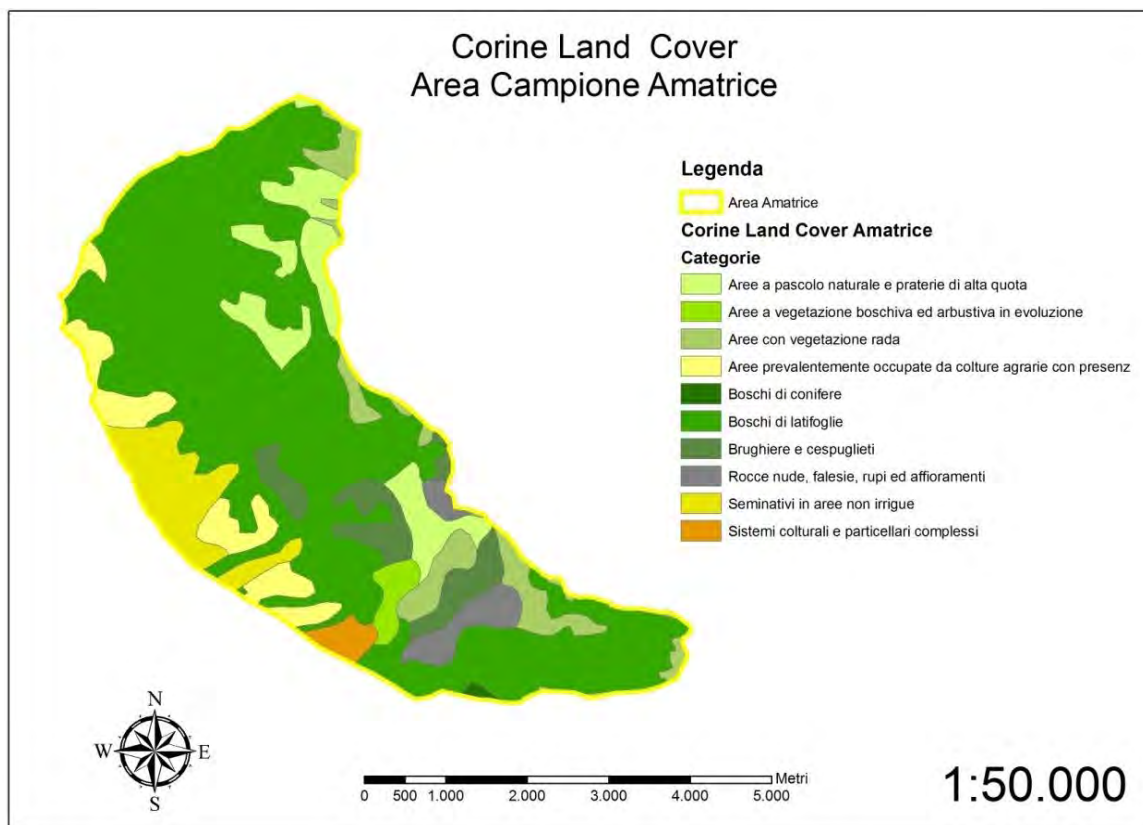 Corine Land Cover
Area Campione Amatrice
Legenda
Area Amatrice
Corine Land Cover Amatrice
Categorie
Aree a pascolo naturale e praterie di alta quota
Aree a vegetazione boschiva ed arbustiva in evoluzione
Aree con vegetazione rada
Aree prevalentemente occupate da colture agrarie con presenz
Boschi di conifere
Boschi di latifoglie
Brughiere e cespuglieti
Rocce nude, falesie, rupi ed affioramenti
Seminativi in aree non irrigue
Sistemi colturali e particellari complessi
N
W E
S
Metri
0 500 1.000 2.000 3.000 4.000 5.000
1:50.000